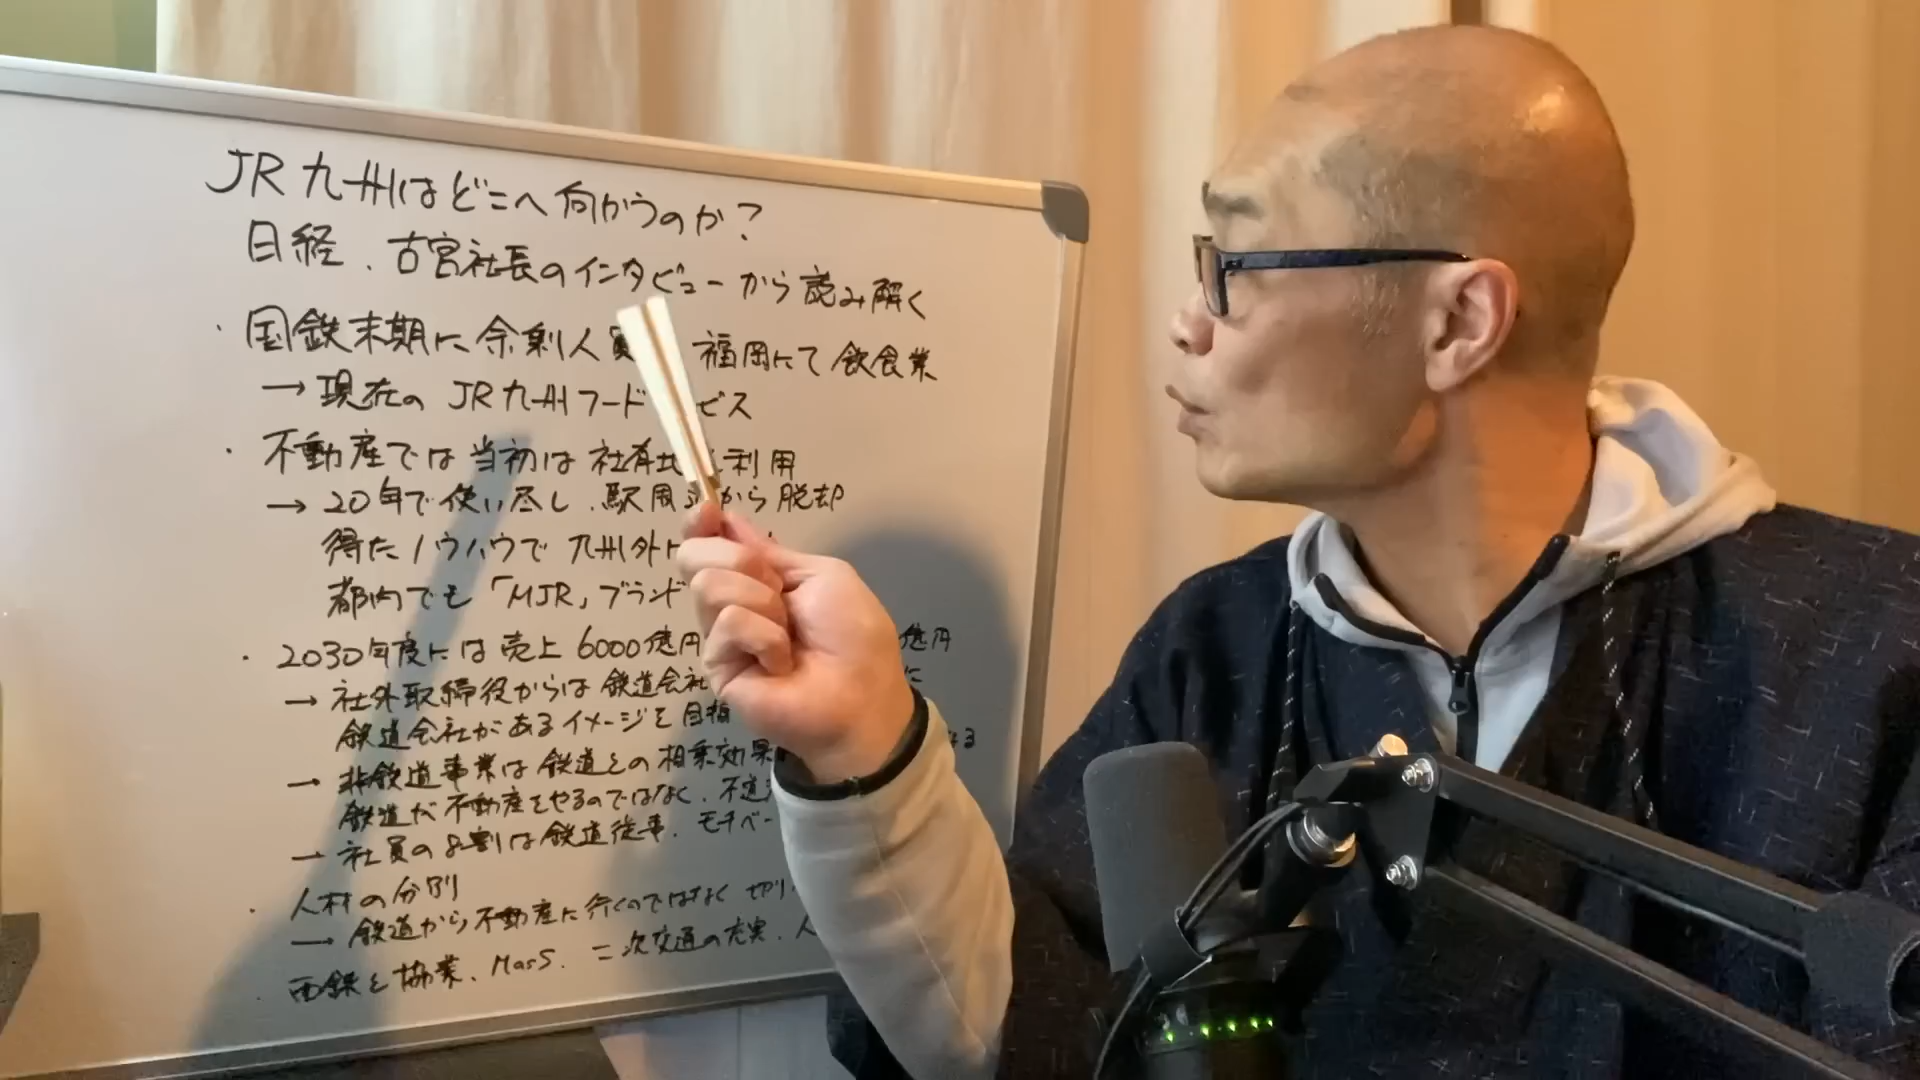 JR九州はどこへ向かうのか?
日経、古宮社長のインタビューから読み解く
・国鉄末期に余剰人員 福岡にて飲食業
→現在のJR九州フード ビス
・不動産では当初は社有地 利用
→20年で使い尽し、駅周 から脱却
得たノウハウで九州外
都内でも「MJR」ブランド
・2030年度には売上6000億円 億円
→社外取締役からは鉄道会社 に
鉄道会社があるイメージを目指
→非鉄道事業は鉄道との相乗効果 する
鉄道が不動産をやるのではなく、不
→社員の8割は鉄道従事、モチベー
・人材の分別
→鉄道から不動産に行くのではなく 切り
・西鉄と協業、MaaS、二次交通の充実、人